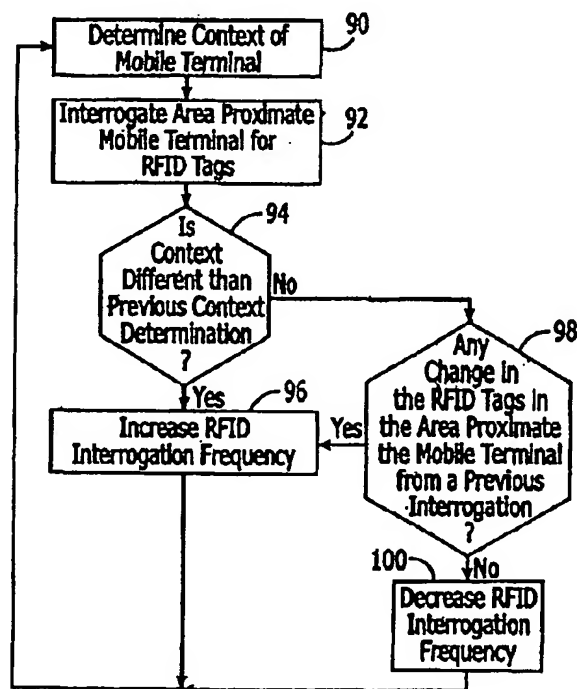 Determine Context of
Mobile Terminal
90
Interrogate Area Proximate
Mobile Terminal for
RFID Tags
92
Is
Context
Different than
Previous Context
Determination
?
94
No
Yes
Any
Change in
the RFID Tags in
the Area Proximate
the Mobile Terminal
from a Previous
Interrogation
?
98
Increase RFID
Interrogation Frequency
96
Yes
No
100
Decrease RFID
Interrogation
Frequency